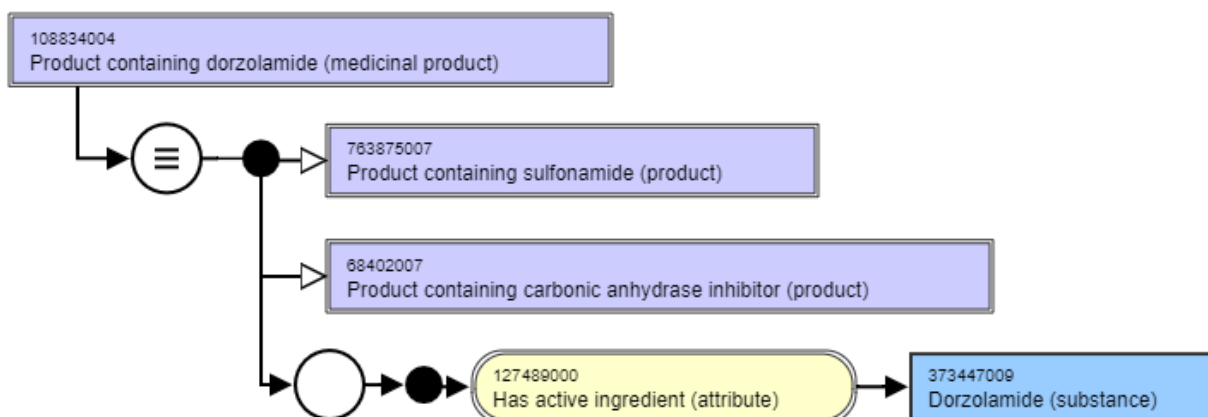 108834004
Product containing dorzolamide (medicinal product)
763875007
Product containing sulfonamide (product)
68402007
Product containing carbonic anhydrase inhibitor (product)
127489000
Has active ingredient (attribute)
373447009
Dorzolamide (substance)